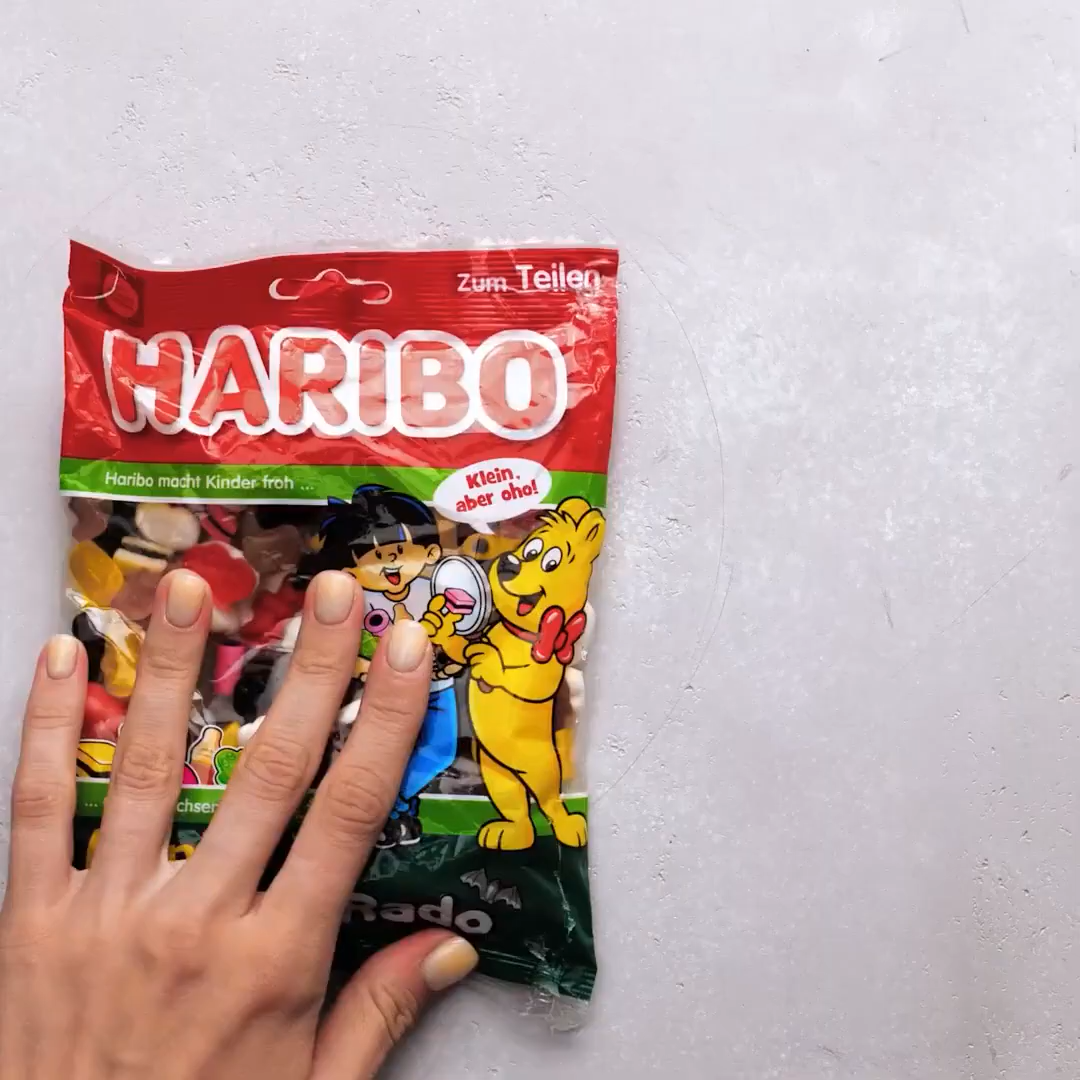 Zum Teilen
HARIBO
Haribo macht Kinder froh ...
Klein,
aber oho!
...
Rado